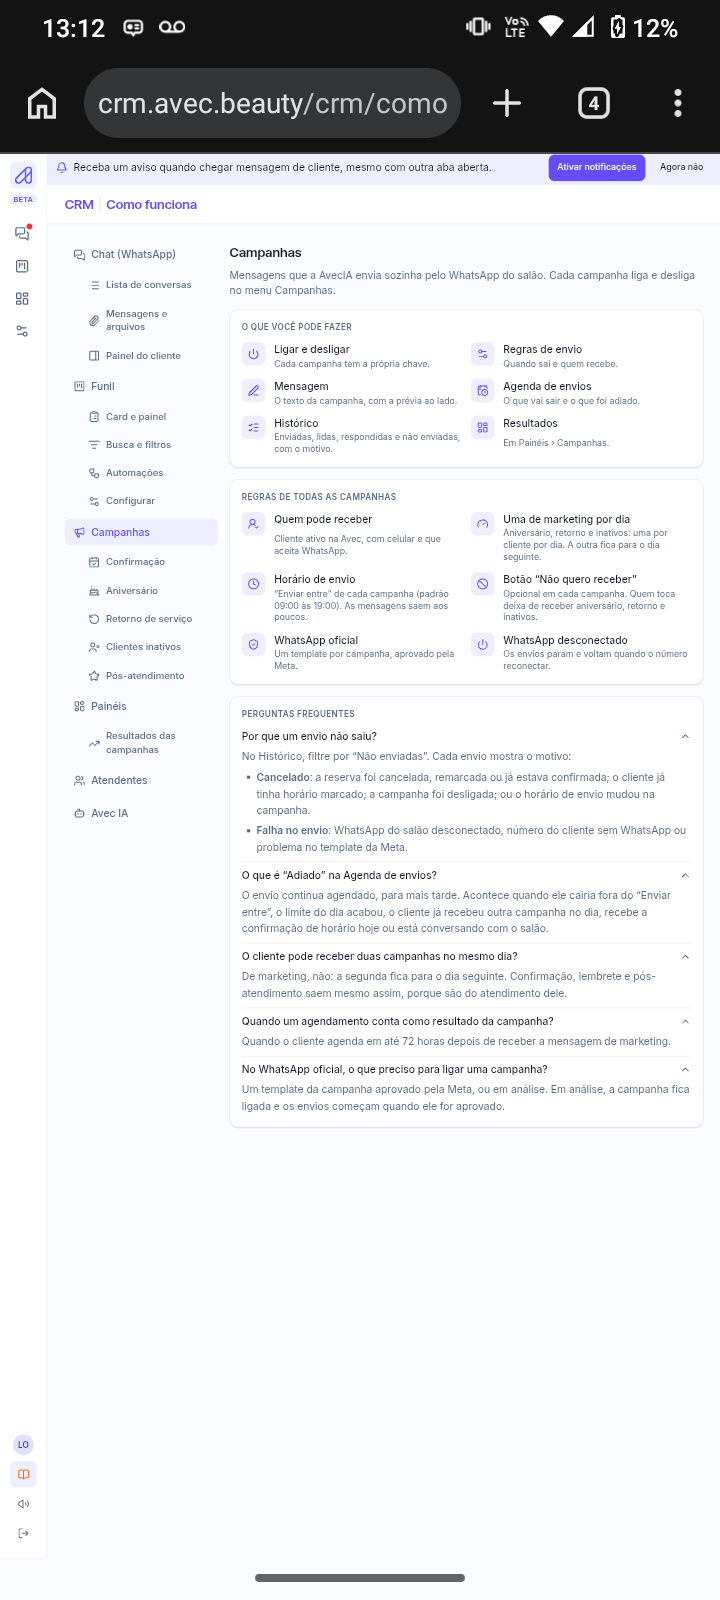 13:12
Vo LTE
12%
crm.avec.beauty/crm/como
4
Receba um aviso quando chegar mensagem de cliente, mesmo com outra aba aberta.
Ativar notificações
Agora não
BETA
CRM
Como funciona
Chat (WhatsApp)
Lista de conversas
Mensagens e
arquivos
Painel do cliente
Funil
Card e painel
Busca e filtros
Automações
Configurar
Campanhas
Confirmação
Aniversário
Retorno de serviço
Clientes inativos
Pós-atendimento
Painéis
Resultados das
campanhas
Atendentes
Avec IA
Campanhas
Mensagens que a AvecIA envia sozinha pelo WhatsApp do salão. Cada campanha liga e desliga
no menu Campanhas.
O QUE VOCÊ PODE FAZER
Ligar e desligar
Cada campanha tem a própria chave.
Regras de envio
Quando sai e quem recebe.
Mensagem
O texto da campanha, com a prévia ao lado.
Agenda de envios
O que vai sair e o que foi adiado.
Histórico
Enviadas, lidas, respondidas e não enviadas,
com o motivo.
Resultados
Em Painéis › Campanhas.
REGRAS DE TODAS AS CAMPANHAS
Quem pode receber
Cliente ativo na Avec, com celular e que
aceita WhatsApp.
Uma de marketing por dia
Aniversário, retorno e inativos: uma por
cliente por dia. A outra fica para o dia
seguinte.
Horário de envio
“Enviar entre” de cada campanha (padrão
09:00 às 19:00). As mensagens saem aos
poucos.
Botão “Não quero receber”
Opcional em cada campanha. Quem toca
deixa de receber aniversário, retorno e
inativos.
WhatsApp oficial
Um template por campanha, aprovado pela
Meta.
WhatsApp desconectado
Os envios param e voltam quando o número
reconectar.
PERGUNTAS FREQUENTES
Por que um envio não saiu?
No Histórico, filtre por “Não enviadas”. Cada envio mostra o motivo:
• Cancelado: a reserva foi cancelada, remarcada ou já estava confirmada; o cliente já
tinha horário marcado; a campanha foi desligada; ou o horário de envio mudou na
campanha.
• Falha no envio: WhatsApp do salão desconectado, número do cliente sem WhatsApp ou
problema no template da Meta.
O que é “Adiado” na Agenda de envios?
O envio continua agendado, para mais tarde. Acontece quando ele cairia fora do “Enviar
entre”, o limite do dia acabou, o cliente já recebeu outra campanha no dia, recebe a
confirmação de horário hoje ou está conversando com o salão.
O cliente pode receber duas campanhas no mesmo dia?
De marketing, não: a segunda fica para o dia seguinte. Confirmação, lembrete e pós-
atendimento saem mesmo assim, porque são do atendimento dele.
Quando um agendamento conta como resultado da campanha?
Quando o cliente agenda em até 72 horas depois de receber a mensagem de marketing.
No WhatsApp oficial, o que preciso para ligar uma campanha?
Um template da campanha aprovado pela Meta, ou em análise. Em análise, a campanha fica
ligada e os envios começam quando ele for aprovado.
LO